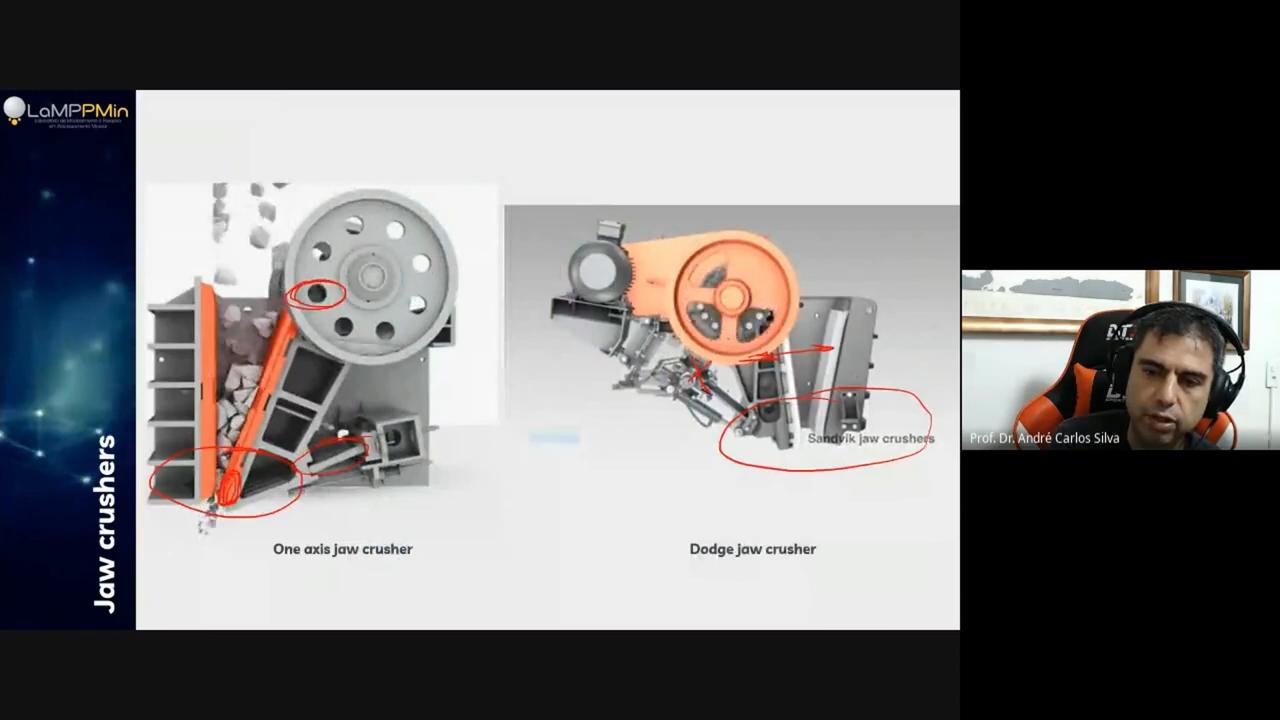 LaMPPMin
Jaw crushers
Sandvik jaw crushers
One axis jaw crusher
Dodge jaw crusher
Prof. Dr. André Carlos Silva